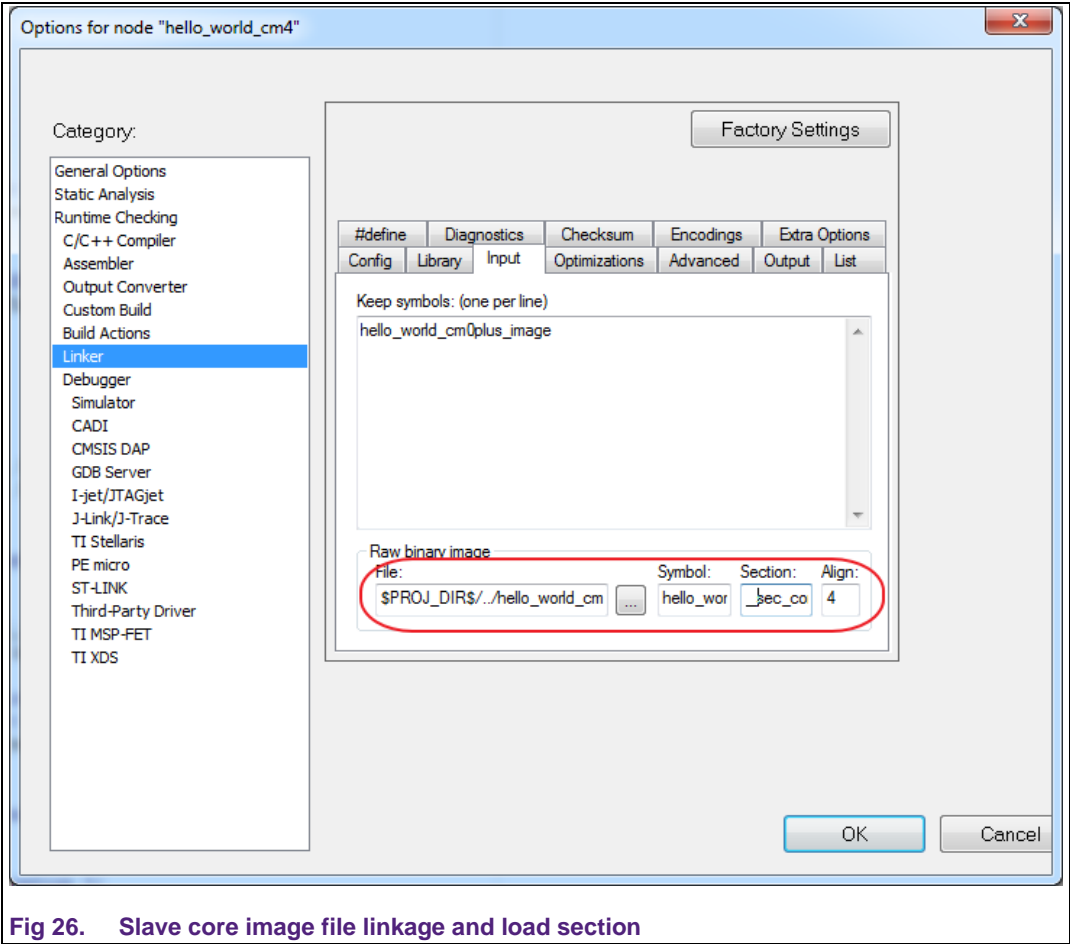 Options for node "hello_world_cm4"
X
Category:
General Options
Static Analysis
Runtime Checking
C/C++ Compiler
Assembler
Output Converter
Custom Build
Build Actions
Linker
Debugger
Simulator
CADI
CMSIS DAP
GDB Server
I-jet/JTAGjet
J-Link/J-Trace
TI Stellaris
PE micro
ST-LINK
Third-Party Driver
TI MSP-FET
TI XDS
Factory Settings
#define Diagnostics Checksum Encodings Extra Options
Config Library Input Optimizations Advanced Output List
Keep symbols: (one per line)
hello_world_cm0plus_image
Raw binary image
File: Symbol: Section: Align:
$PROJ_DIR$/../hello_world_cm ... hello_wor _sec_co 4
OK Cancel
Fig 26. Slave core image file linkage and load section